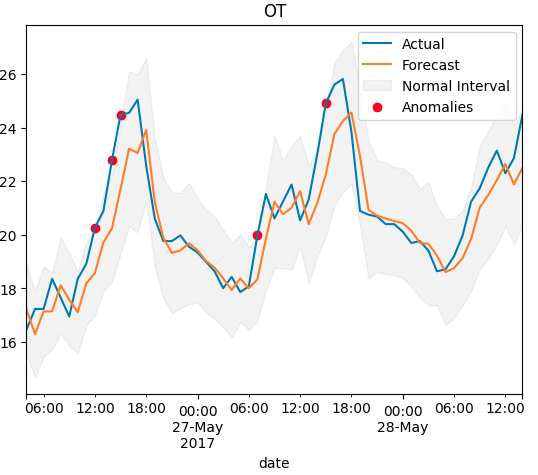 OT
Actual
Forecast
Normal Interval
Anomalies
26
24
22
20
18
16
06:00 12:00 18:00 00:00 06:00 12:00 18:00 00:00 06:00 12:00
27-May 28-May
2017
date